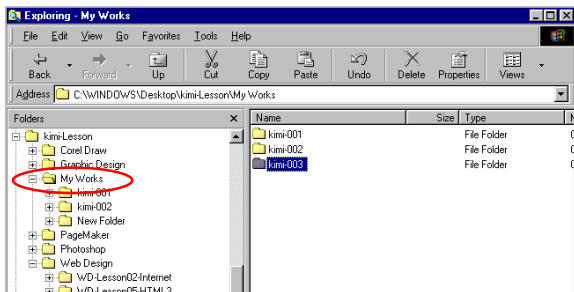 Exploring - My Works
File Edit View Go Favorites Tools Help
Back Forward Up Cut Copy Paste Undo Delete Properties Views
Address C:\WINDOWS\Desktop\kimi-Lesson\My Works
Folders
kimi-Lesson
Corel Draw
Graphic Design
My Works
kimi-001
kimi-002
New Folder
PageMaker
Photoshop
Web Design
WD-Lesson02-Internet
WD-Lesson05-HTML3
Name Size Type
kimi-001 File Folder
kimi-002 File Folder
kimi-003 File Folder